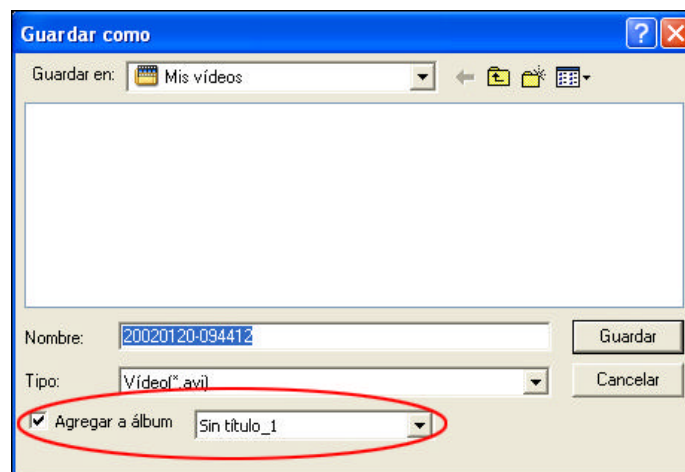 Guardar como
Guardar en: Mis vídeos
Nombre: 20020120-094412 Guardar
Tipo: Vídeo(*.avi) Cancelar
Agregar a álbum Sin título_1